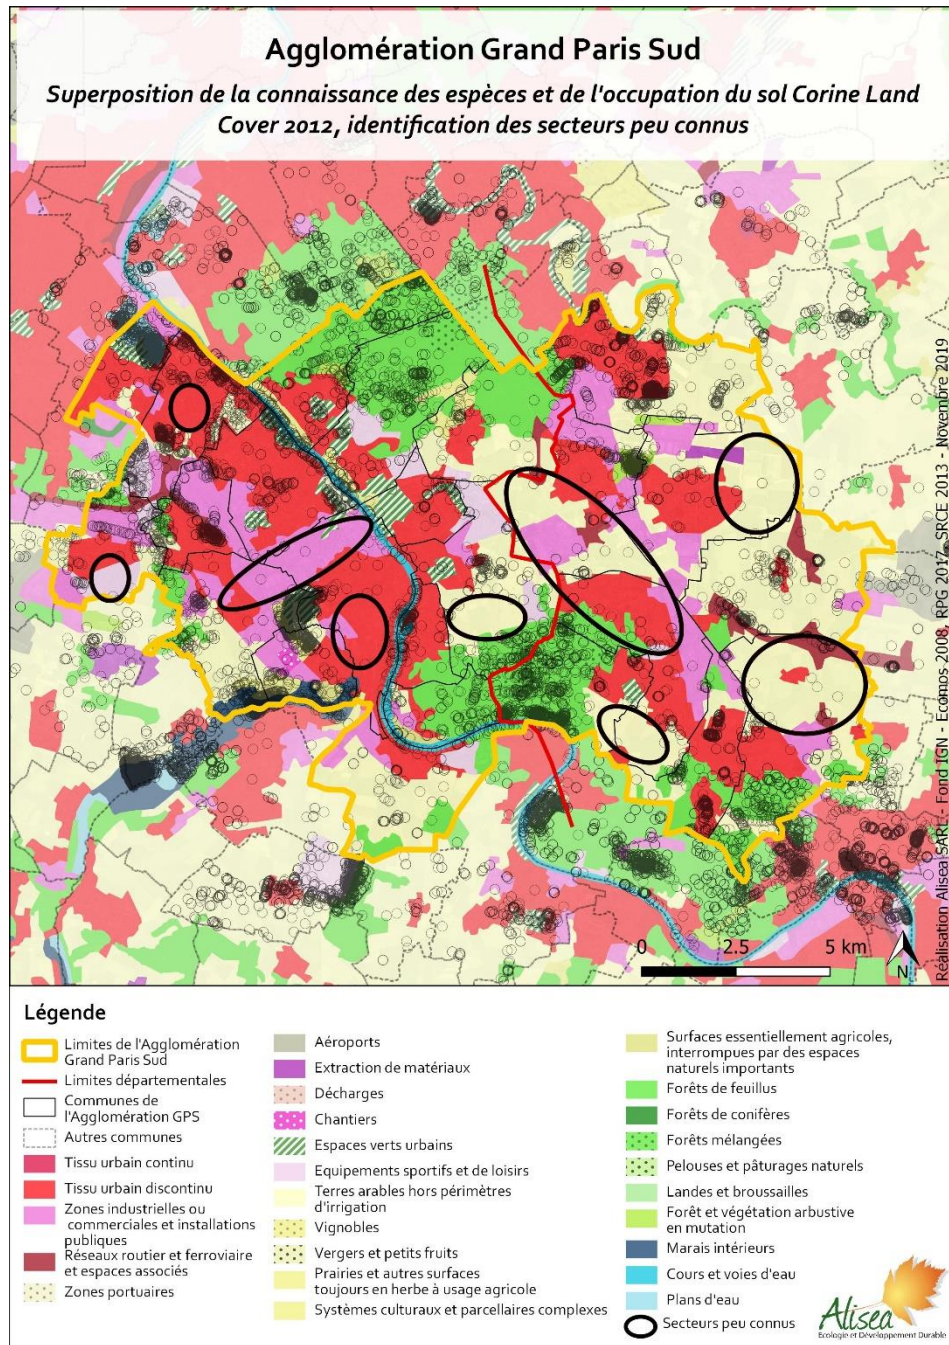 Agglomération Grand Paris Sud
Superposition de la connaissance des espèces et de l'occupation du sol Corine Land
Cover 2012, identification des secteurs peu connus
Réalisation Alisea SARL - Fond IGN - Ecomos 2008, RPG 2017, SRCE 2013 - Novembre 2019
0 2.5 5 km
N
Légende
Limites de l'Agglomération
Grand Paris Sud
Limites départementales
Communes de
l'Agglomération GPS
Autres communes
Tissu urbain continu
Tissu urbain discontinu
Zones industrielles ou
commerciales et installations
publiques
Réseaux routier et ferroviaire
et espaces associés
Zones portuaires
Aéroports
Extraction de matériaux
Décharges
Chantiers
Espaces verts urbains
Equipements sportifs et de loisirs
Terres arables hors périmètres
d'irrigation
Vignobles
Vergers et petits fruits
Prairies et autres surfaces
toujours en herbe à usage agricole
Systèmes culturaux et parcellaires complexes
Surfaces essentiellement agricoles,
interrompues par des espaces
naturels importants
Forêts de feuillus
Forêts de conifères
Forêts mélangées
Pelouses et pâturages naturels
Landes et broussailles
Forêt et végétation arbustive
en mutation
Marais intérieurs
Cours et voies d'eau
Plans d'eau
Secteurs peu connus
Alisea
Ecologie et Développement Durable